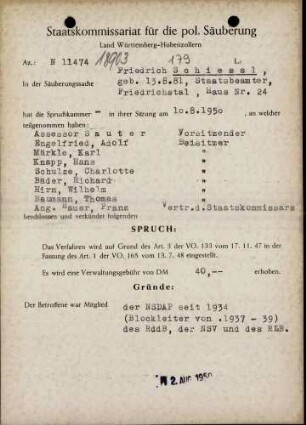 Staatskommissariat für die pol. Säuberung
Land Württemberg-Hohenzollern
Az.: B 11474 18903 179
Friedrich Schiessl,
geb. 13.8.81, Staatsbeamter,
In der Säuberungssache Friedrichstal, Haus Nr. 24
hat die Spruchkammer — in ihrer Sitzung am 10.8.1950, an welcher
teilgenommen haben:
Assessor Sauter Vorsitzender
Engelfried, Adolf Beisitzer
Märkle, Karl "
Knapp, Hans "
Schulze, Charlotte "
Bäder, Richard "
Hirn, Wilhelm "
Baumann, Thomas "
Ang. Bauer, Franz Vertr.d.Staatskommissars
beschlossen und verkündet folgenden
SPRUCH:
Das Verfahren wird auf Grund des Art. 3 der VO. 133 vom 17. 11. 47 in der
Fassung des Art. 1 der VO. 165 vom 13. 7. 48 eingestellt.
Es wird eine Verwaltungsgebühr von DM 40,-- erhoben.
Gründe:
Der Betroffene war Mitglied der NSDAP seit 1934
(Blockleiter von .1937 - 39)
des RddB, der NSV und des RLB.
2. AUG 1950